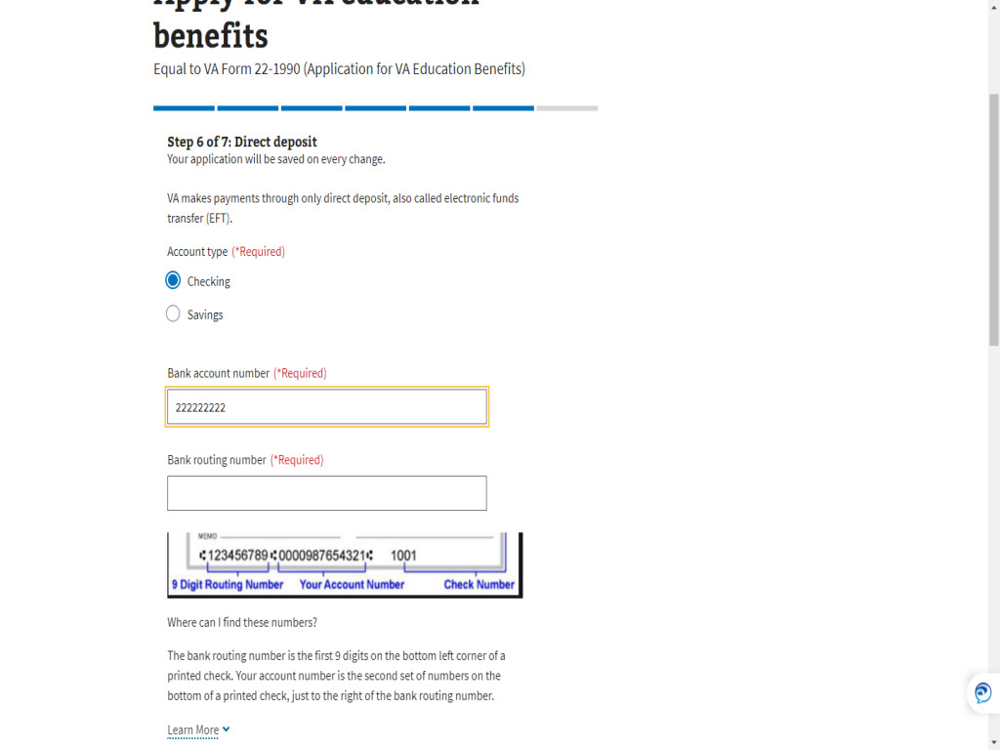 Apply for VA education
benefits
Equal to VA Form 22-1990 (Application for VA Education Benefits)
Step 6 of 7: Direct deposit
Your application will be saved on every change.
VA makes payments through only direct deposit, also called electronic funds
transfer (EFT).
Account type (*Required)
Checking
Savings
Bank account number (*Required)
222222222
Bank routing number (*Required)
MEMO
⑆123456789⑆0000987654321⑆ 1001
9 Digit Routing Number Your Account Number Check Number
Where can I find these numbers?
The bank routing number is the first 9 digits on the bottom left corner of a
printed check. Your account number is the second set of numbers on the
bottom of a printed check, just to the right of the bank routing number.
Learn More